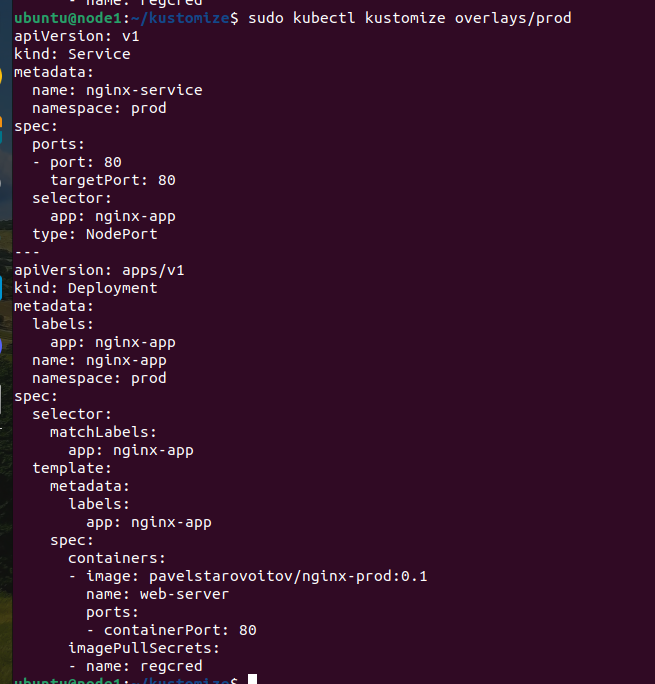 - name: regcred
ubuntu@node1:~/kustomize$ sudo kubectl kustomize overlays/prod
apiVersion: v1
kind: Service
metadata:
  name: nginx-service
  namespace: prod
spec:
  ports:
  - port: 80
    targetPort: 80
  selector:
    app: nginx-app
  type: NodePort
---
apiVersion: apps/v1
kind: Deployment
metadata:
  labels:
    app: nginx-app
  name: nginx-app
  namespace: prod
spec:
  selector:
    matchLabels:
      app: nginx-app
  template:
    metadata:
      labels:
        app: nginx-app
    spec:
      containers:
      - image: pavelstarovoitov/nginx-prod:0.1
        name: web-server
        ports:
        - containerPort: 80
      imagePullSecrets:
      - name: regcred
ubuntu@node1:~/kustomize$